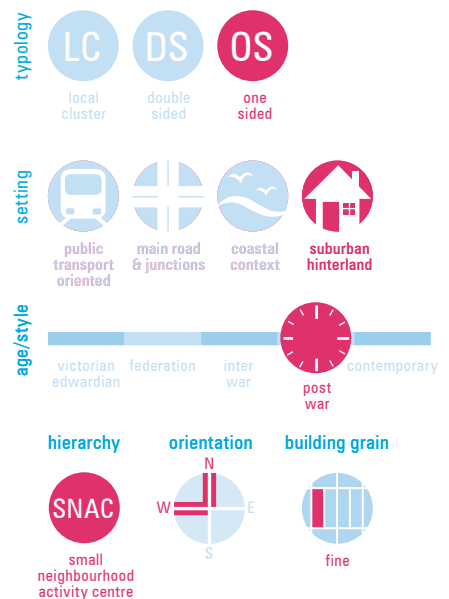 typology
LC DS OS
local cluster
double sided
one sided
setting
public transport oriented
main road & junctions
coastal context
suburban hinterland
age/style
victorian edwardian
federation
inter war
post war
contemporary
hierarchy
SNAC
small
neighbourhood
activity centre
orientation
N
W E
S
building grain
fine